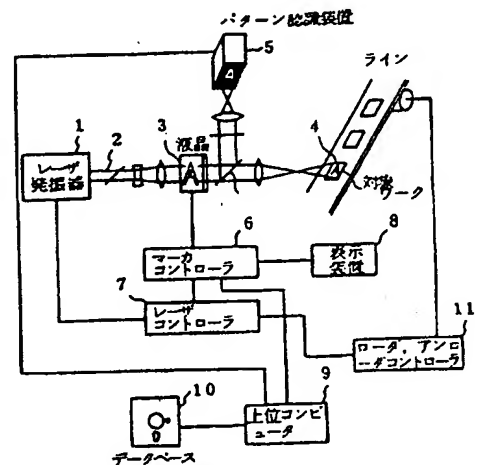 パターン認識装置
5
ライン
1
2
3
液晶
4
レーザ
発振器
A
対象
ワーク
6
8
マーカ
コントローラ
表示
装置
7
レーザ
コントローラ
11
ローダ、アンロ
ーダコントローラ
10
9
上位コンピ
ュータ
データベース